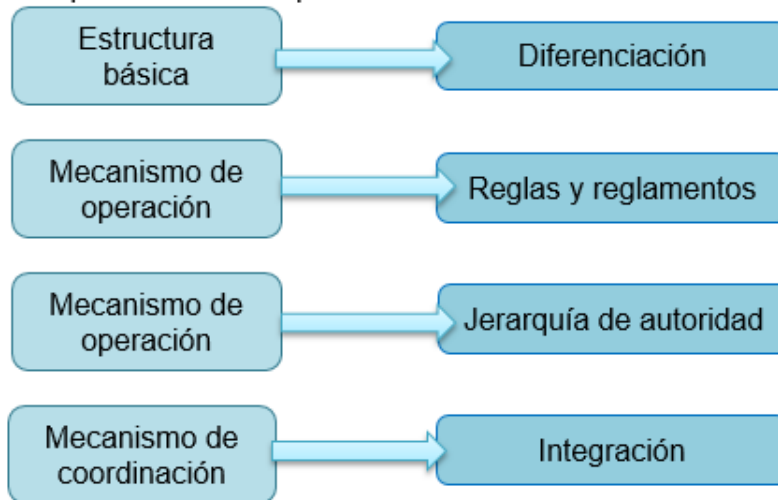 Estructura
básica
Diferenciación
Mecanismo de
operación
Reglas y reglamentos
Mecanismo de
operación
Jerarquía de autoridad
Mecanismo de
coordinación
Integración